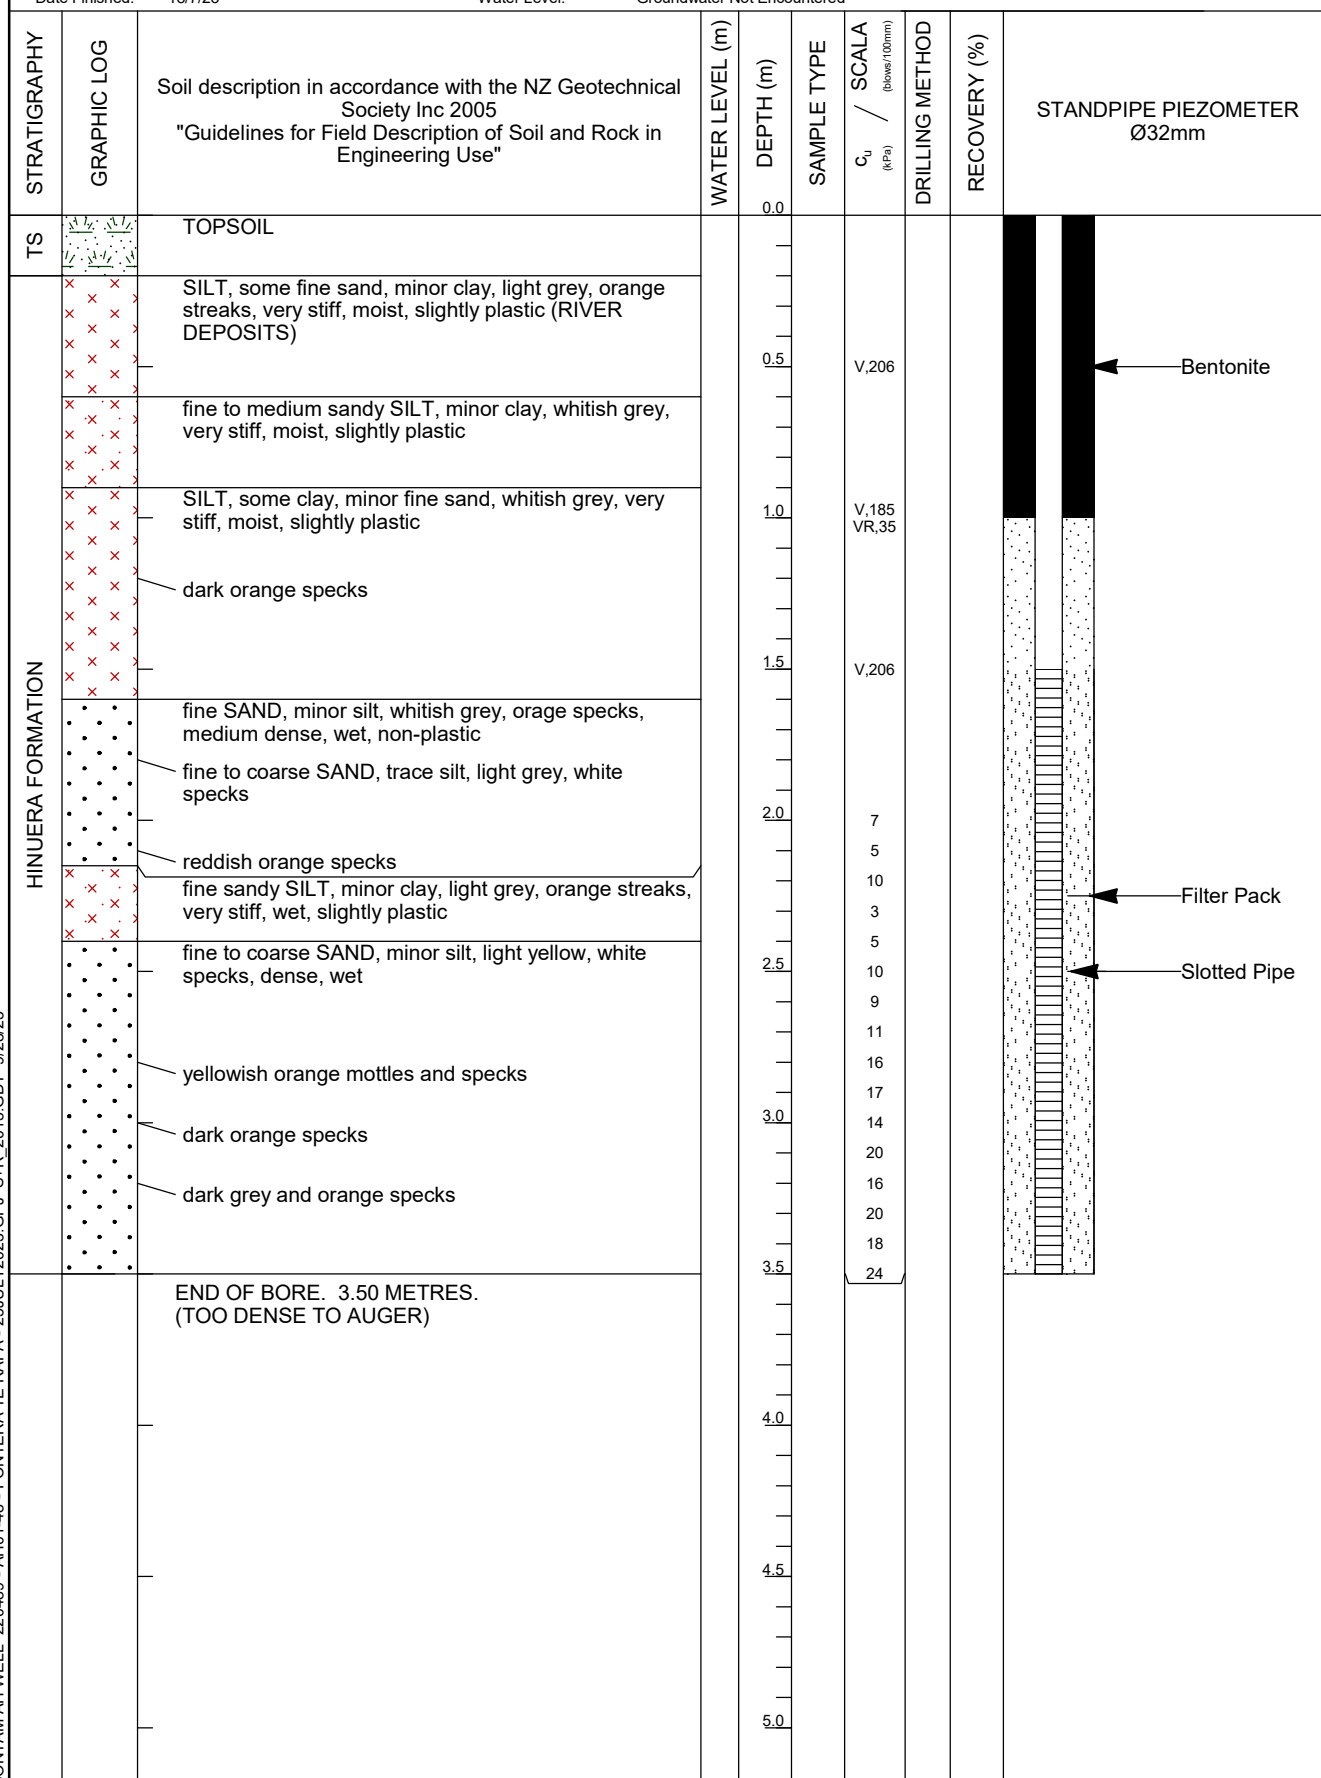 STRATIGRAPHY
GRAPHIC LOG
Soil description in accordance with the NZ Geotechnical
Society Inc 2005
"Guidelines for Field Description of Soil and Rock in
Engineering Use"
WATER LEVEL (m)
DEPTH (m)
SAMPLE TYPE
cu (kPa) / SCALA (blows/100mm)
DRILLING METHOD
RECOVERY (%)
STANDPIPE PIEZOMETER
Ø32mm
0.0
TS
TOPSOIL
HINUERA FORMATION
SILT, some fine sand, minor clay, light grey, orange
streaks, very stiff, moist, slightly plastic (RIVER
DEPOSITS)
0.5
V,206
Bentonite
fine to medium sandy SILT, minor clay, whitish grey,
very stiff, moist, slightly plastic
SILT, some clay, minor fine sand, whitish grey, very
stiff, moist, slightly plastic
1.0
V,185
VR,35
dark orange specks
1.5
V,206
fine SAND, minor silt, whitish grey, orage specks,
medium dense, wet, non-plastic
fine to coarse SAND, trace silt, light grey, white
specks
2.0
7
5
reddish orange specks
10
fine sandy SILT, minor clay, light grey, orange streaks,
very stiff, wet, slightly plastic
3
Filter Pack
5
fine to coarse SAND, minor silt, light yellow, white
specks, dense, wet
2.5
10
Slotted Pipe
9
11
16
yellowish orange mottles and specks
17
3.0
14
dark orange specks
20
16
dark grey and orange specks
20
18
3.5
24
END OF BORE. 3.50 METRES.
(TOO DENSE TO AUGER)
4.0
4.5
5.0